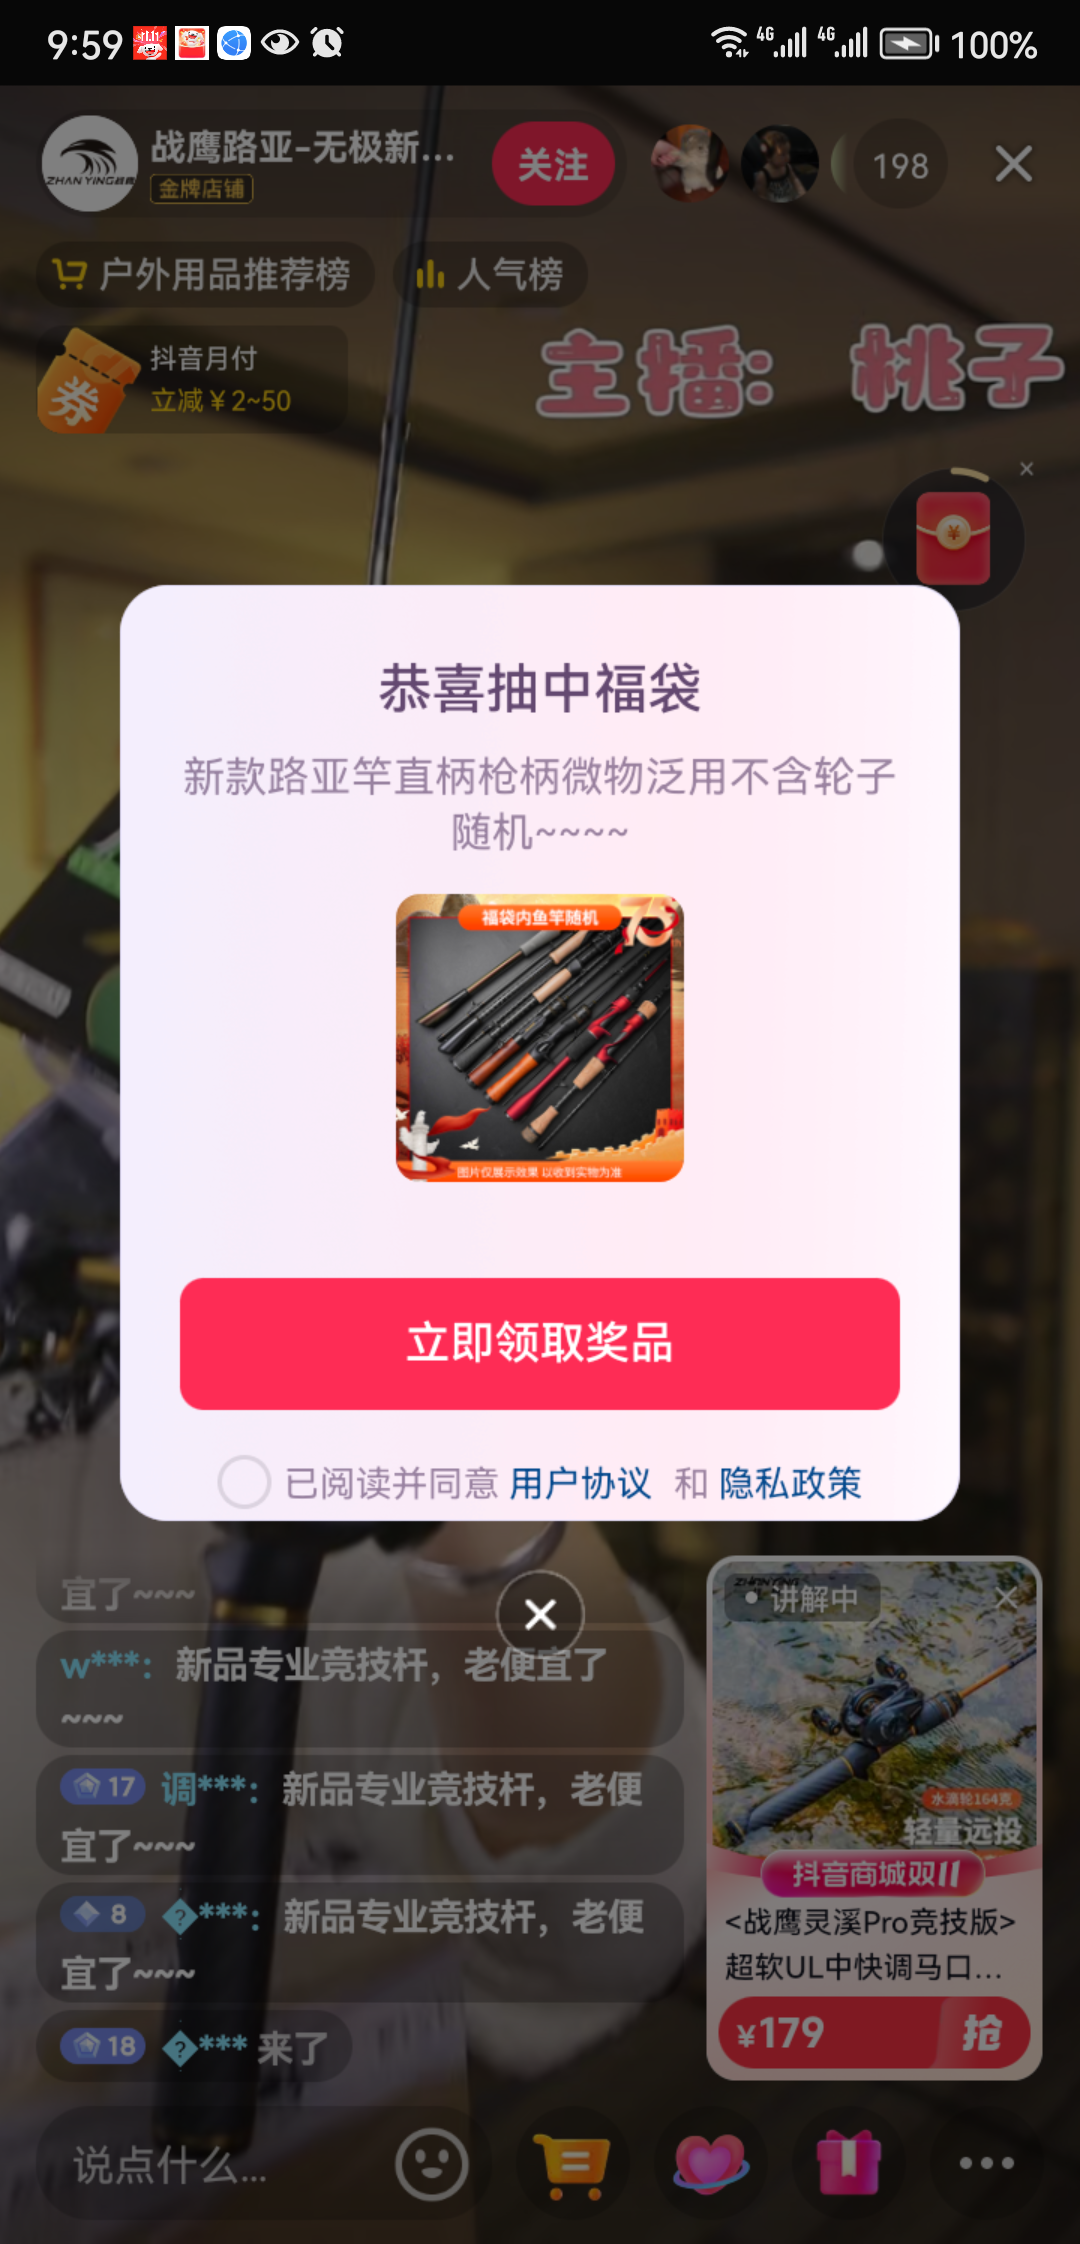 9:59
4G
4G
100%
战鹰路亚-无极新...
金牌店铺
ZHAN YING战鹰
关注
198
户外用品推荐榜
人气榜
券
抖音月付
立减￥2~50
主播： 桃子
恭喜抽中福袋
新款路亚竿直柄枪柄微物泛用不含轮子
随机~~~~
福袋内鱼竿随机
图片仅展示效果 以收到实物为准
立即领取奖品
已阅读并同意 用户协议 和 隐私政策
宜了~~~
w***： 新品专业竞技杆，老便宜了
~~~
17 调***： 新品专业竞技杆，老便
宜了~~~
8 �***： 新品专业竞技杆，老便
宜了~~~
18 �*** 来了
讲解中
水滴轮164克
轻量远投
抖音商城双11
<战鹰灵溪Pro竞技版>
超软UL中快调马口...
¥179
抢
说点什么...